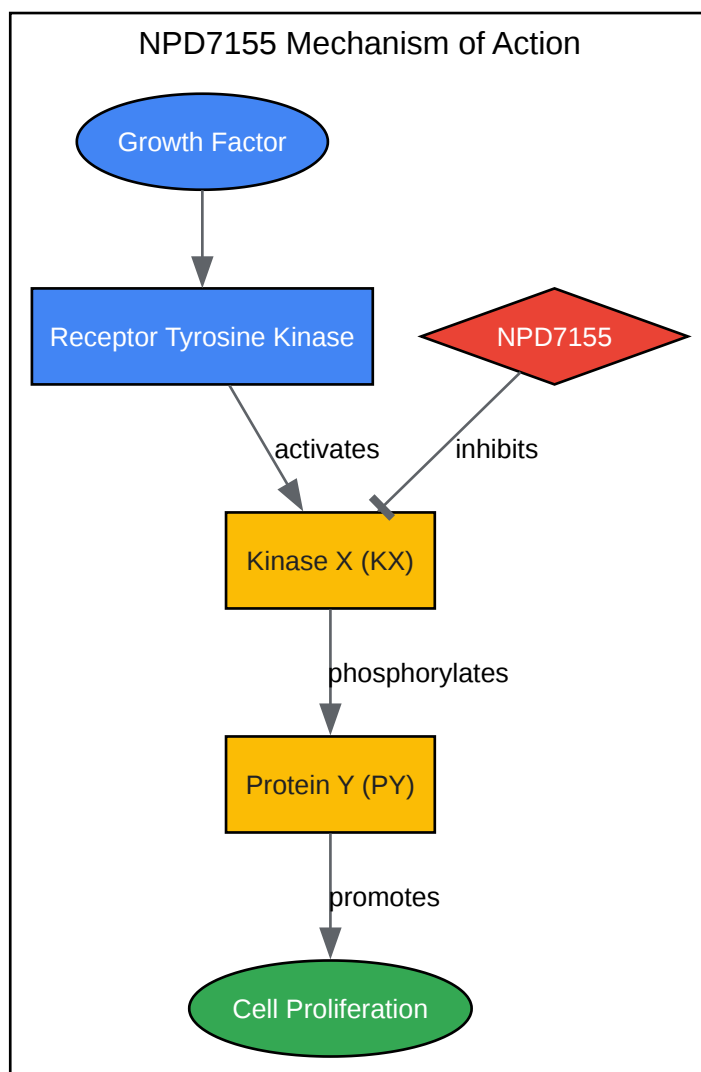 NPD7155 Mechanism of Action
Growth Factor
Receptor Tyrosine Kinase
NPD7155
activates
inhibits
Kinase X (KX)
phosphorylates
Protein Y (PY)
promotes
Cell Proliferation